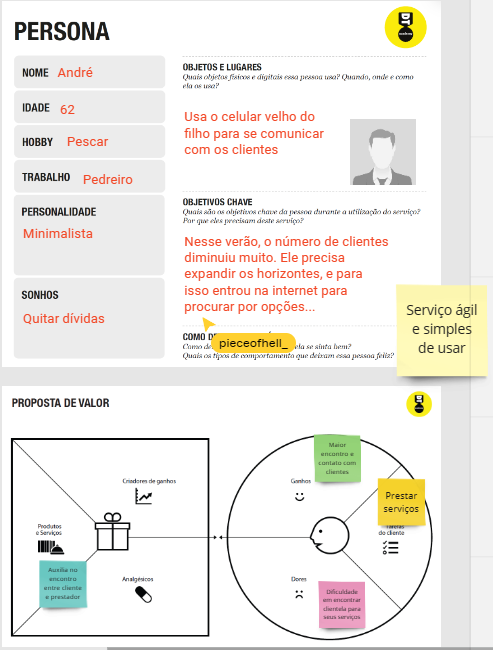 PERSONA
NOME André
IDADE 62
HOBBY Pescar
TRABALHO Pedreiro
PERSONALIDADE
Minimalista
SONHOS
Quitar dívidas
OBJETOS E LUGARES
Quais objetos físicos e digitais essa pessoa usa? Quando, onde e como
ela os usa?
Usa o celular velho do
filho para se comunicar
com os clientes
OBJETIVOS CHAVE
Quais são os objetivos chave da pessoa durante a utilização do serviço?
Por que eles precisam deste serviço?
Nesse verão, o número de clientes
diminuiu muito. Ele precisa
expandir os horizontes, e para
isso entrou na internet para
procurar por opções...
COMO
pieceofhell_
ela se sinta bem?
Quais os tipos de comportamento que deixam essa pessoa feliz?
Serviço ágil
e simples
de usar
PROPOSTA DE VALOR
Criadores de ganhos
Produtos
e Serviços
Auxilia no
encontro
entre cliente
e prestador
Analgésicos
Maior
encontro e
contato com
clientes
Ganhos
Prestar
serviços
do cliente
Dores
Dificuldade
em encontrar
clientela para
seus serviços